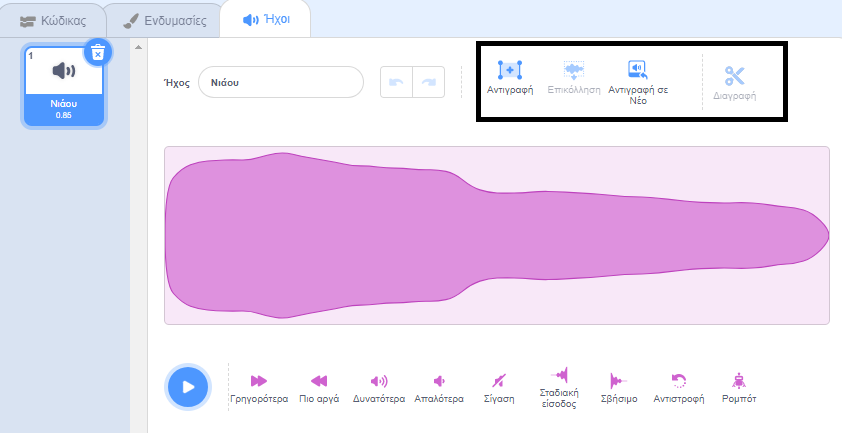 Κώδικας
Ενδυμασίες
Ήχοι
1
Νιάου
0.85
Ήχος
Νιάου
Αντιγραφή
Επικόλληση
Αντιγραφή σε
Νέο
Διαγραφή
Γρηγορότερα
Πιο αργά
Δυνατότερα
Απαλότερα
Σίγαση
Σταδιακή
είσοδος
Σβήσιμο
Αντιστροφή
Ρομπότ